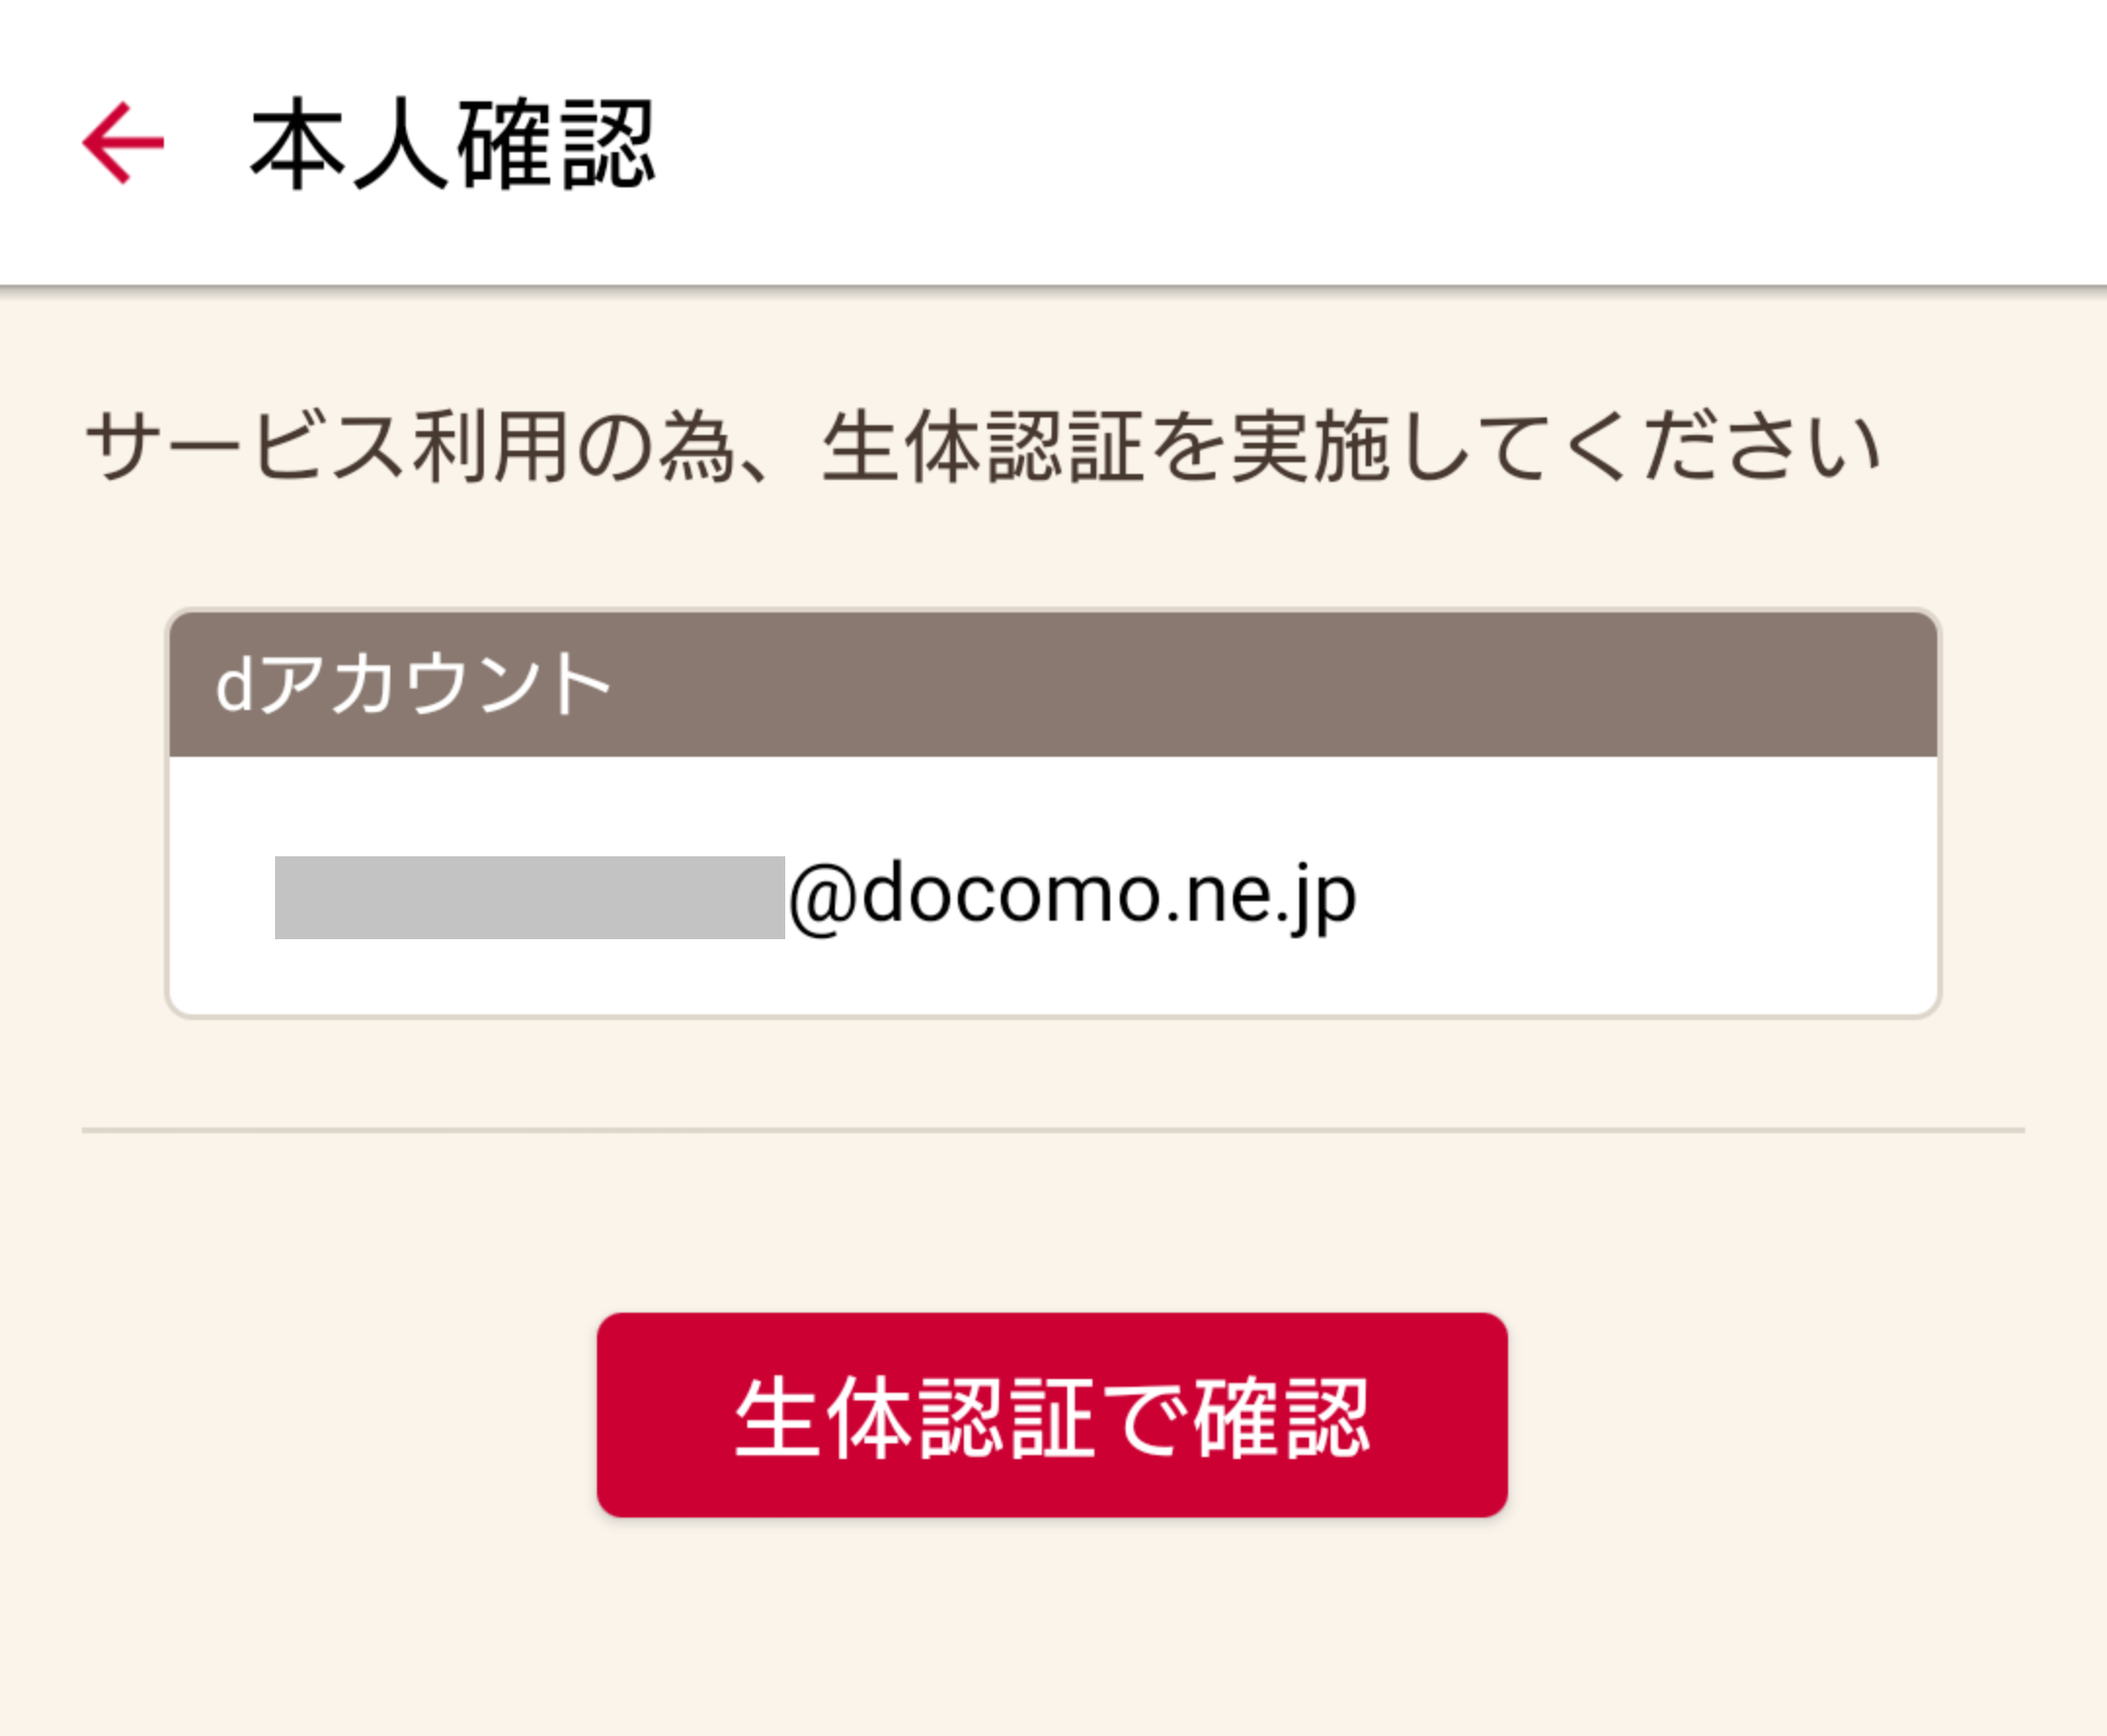 本人確認
サービス利用の為、生体認証を実施してください
dアカウント
@docomo.ne.jp
生体認証で確認